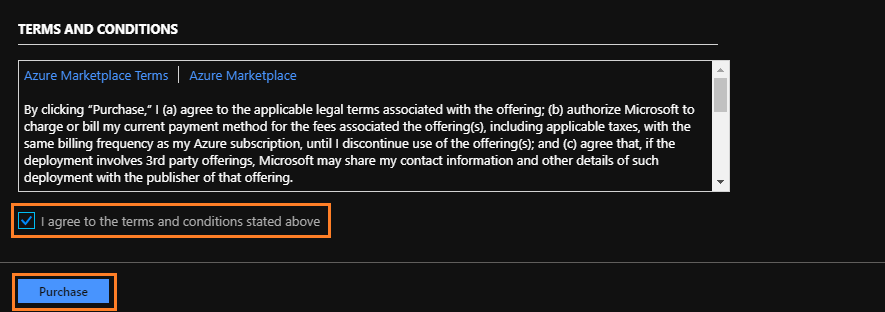 TERMS AND CONDITIONS
Azure Marketplace Terms | Azure Marketplace
By clicking “Purchase,” I (a) agree to the applicable legal terms associated with the offering; (b) authorize Microsoft to
charge or bill my current payment method for the fees associated the offering(s), including applicable taxes, with the
same billing frequency as my Azure subscription, until I discontinue use of the offering(s); and (c) agree that, if the
deployment involves 3rd party offerings, Microsoft may share my contact information and other details of such
deployment with the publisher of that offering.
I agree to the terms and conditions stated above
Purchase